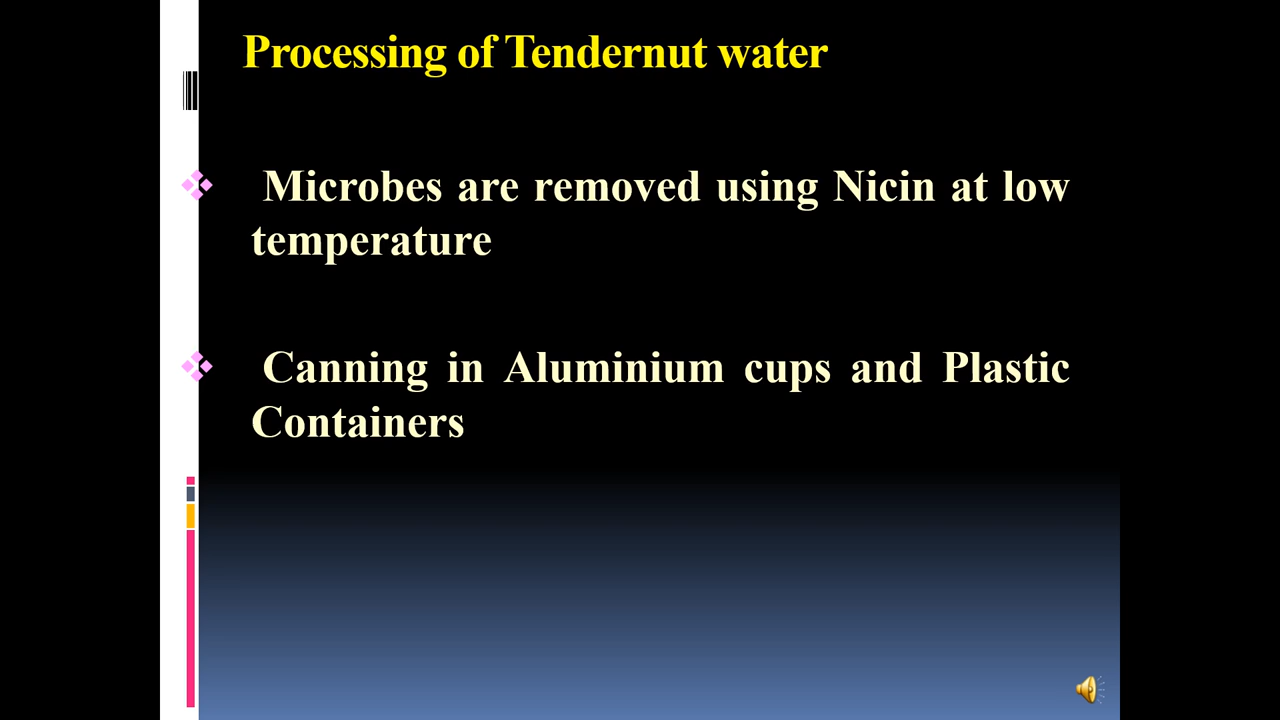 Processing of Tendernut water
Microbes are removed using Nicin at low
temperature
Canning in Aluminium cups and Plastic
Containers